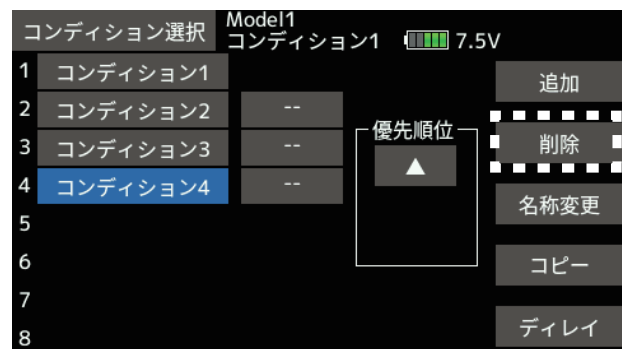 コンディション選択
Model1
コンディション1 7.5V
1 コンディション1
2 コンディション2 --
3 コンディション3 --
4 コンディション4 --
5
6
7
8
優先順位
▲
追加
削除
名称変更
コピー
ディレイ